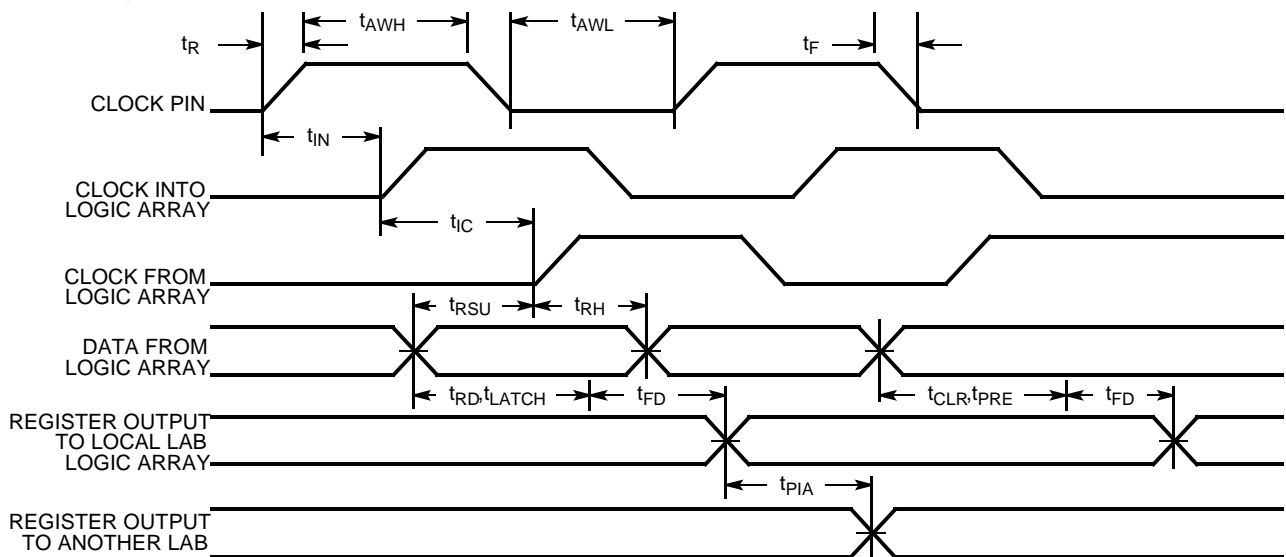 tAWH
tAWL
tR
tF
CLOCK PIN
tIN
CLOCK INTO
LOGIC ARRAY
tIC
CLOCK FROM
LOGIC ARRAY
tRSU
tRH
DATA FROM
LOGIC ARRAY
tRD,tLATCH
tFD
tCLR,tPRE
tFD
REGISTER OUTPUT
TO LOCAL LAB
LOGIC ARRAY
tPIA
REGISTER OUTPUT
TO ANOTHER LAB